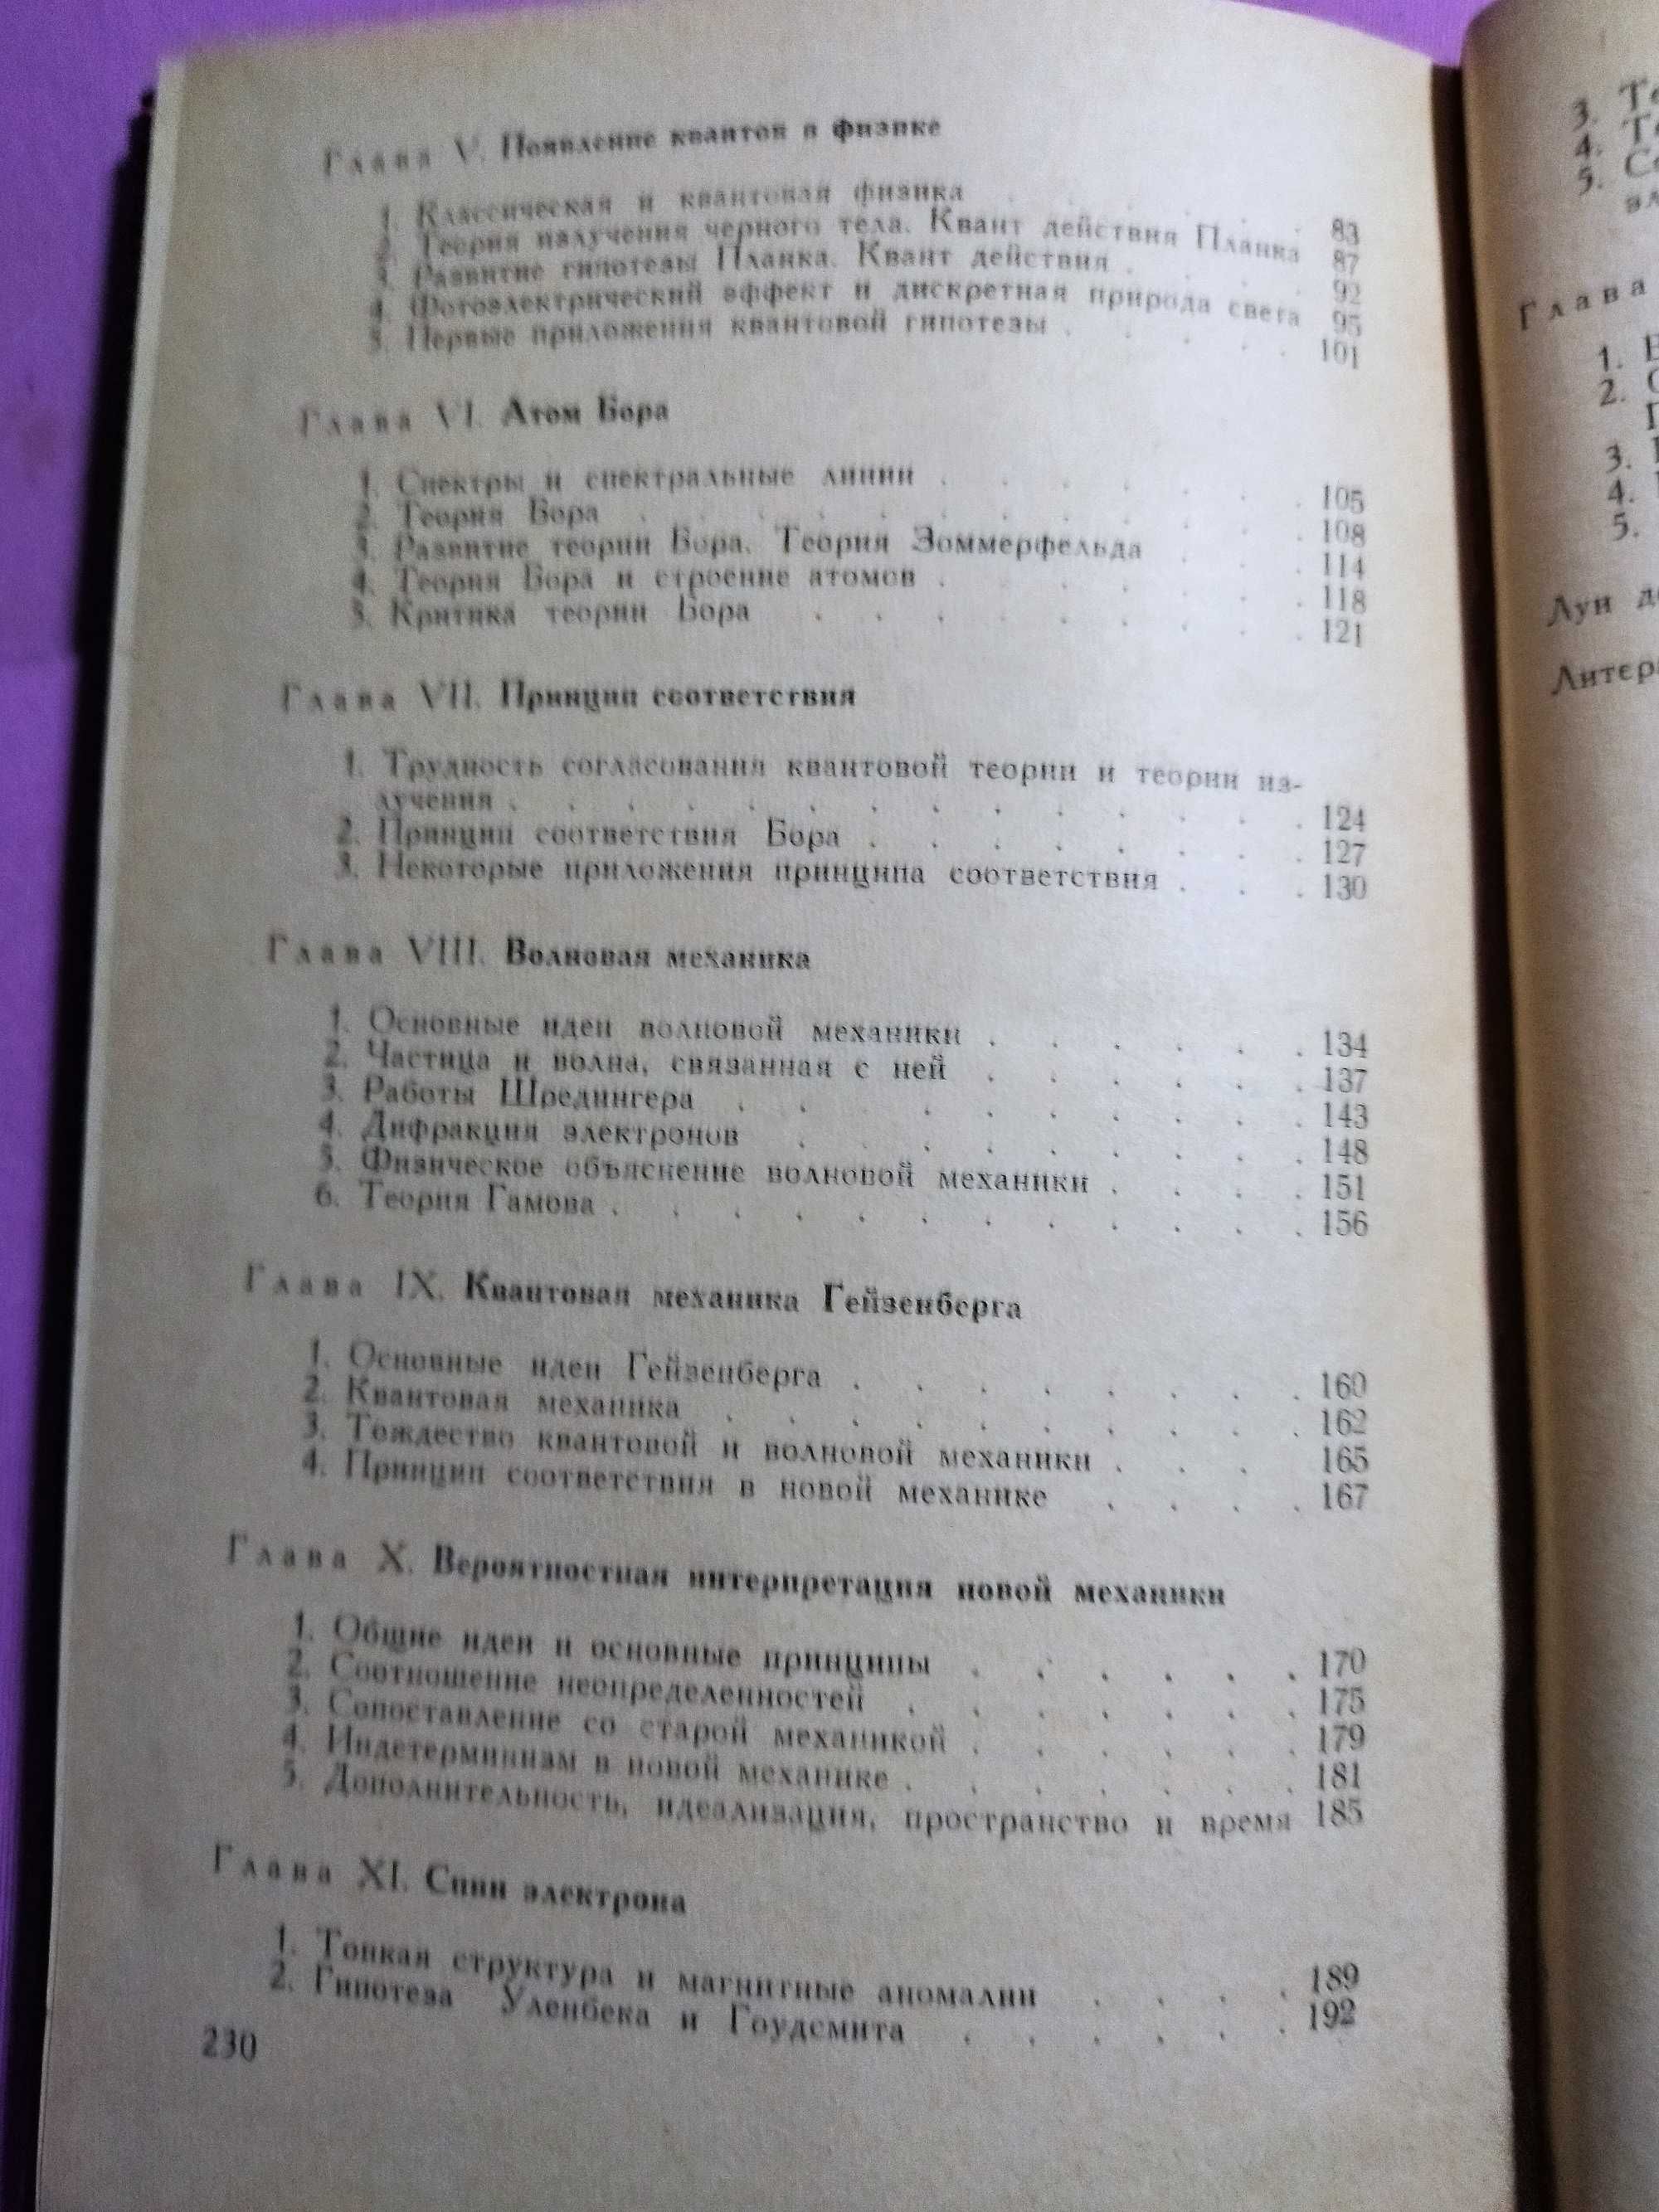 Глава V. Появление квантов в физике
1. Классическая и квантовая физика . . . . . . 83
2. Теория излучения черного тела. Квант действия Планка 87
3. Развитие гипотезы Планка. Квант действия . . . . 92
4. Фотоэлектрический эффект и дискретная природа света 95
5. Первые приложения квантовой гипотезы . . . . . 101
Глава VI. Атом Бора
1. Спектры и спектральные линии . . . . . . . 105
2. Теория Бора . . . . . . . . . . . . 108
3. Развитие теории Бора. Теория Зоммерфельда . . . 114
4. Теория Бора и строение атомов . . . . . . . 118
5. Критика теории Бора . . . . . . . . . 121
Глава VII. Принцип соответствия
1. Трудность согласования квантовой теории и теории из-
лучения . . . . . . . . . . . . . . 124
2. Принцип соответствия Бора . . . . . . . . 127
3. Некоторые приложения принципа соответствия . . . 130
Глава VIII. Волновая механика
1. Основные идеи волновой механики . . . . . . 134
2. Частица и волна, связанная с ней . . . . . . 137
3. Работы Шредингера . . . . . . . . . 143
4. Дифракция электронов . . . . . . . . . 148
5. Физическое объяснение волновой механики . . . . 151
6. Теория Гамова . . . . . . . . . . . . 156
Глава IX. Квантовая механика Гейзенберга
1. Основные идеи Гейзенберга . . . . . . . . 160
2. Квантовая механика . . . . . . . . . . 162
3. Тождество квантовой и волновой механики . . . 165
4. Принцип соответствия в новой механике . . . . 167
Глава X. Вероятностная интерпретация новой механики
1. Общие идеи и основные принципы . . . . . . 170
2. Соотношение неопределенностей . . . . . . . 175
3. Сопоставление со старой механикой . . . . . . 179
4. Индетерминизм в новой механике . . . . . . . 181
5. Дополнительность, идеализация, пространство и время 185
Глава XI. Спин электрона
1. Тонкая структура и магнитные аномалии . . . . 189
2. Гипотеза Уленбека и Гоудсмита . . . . . . 192
230
3.
4.
5.
Глава
1.
2.
3.
4.
5.
Луи